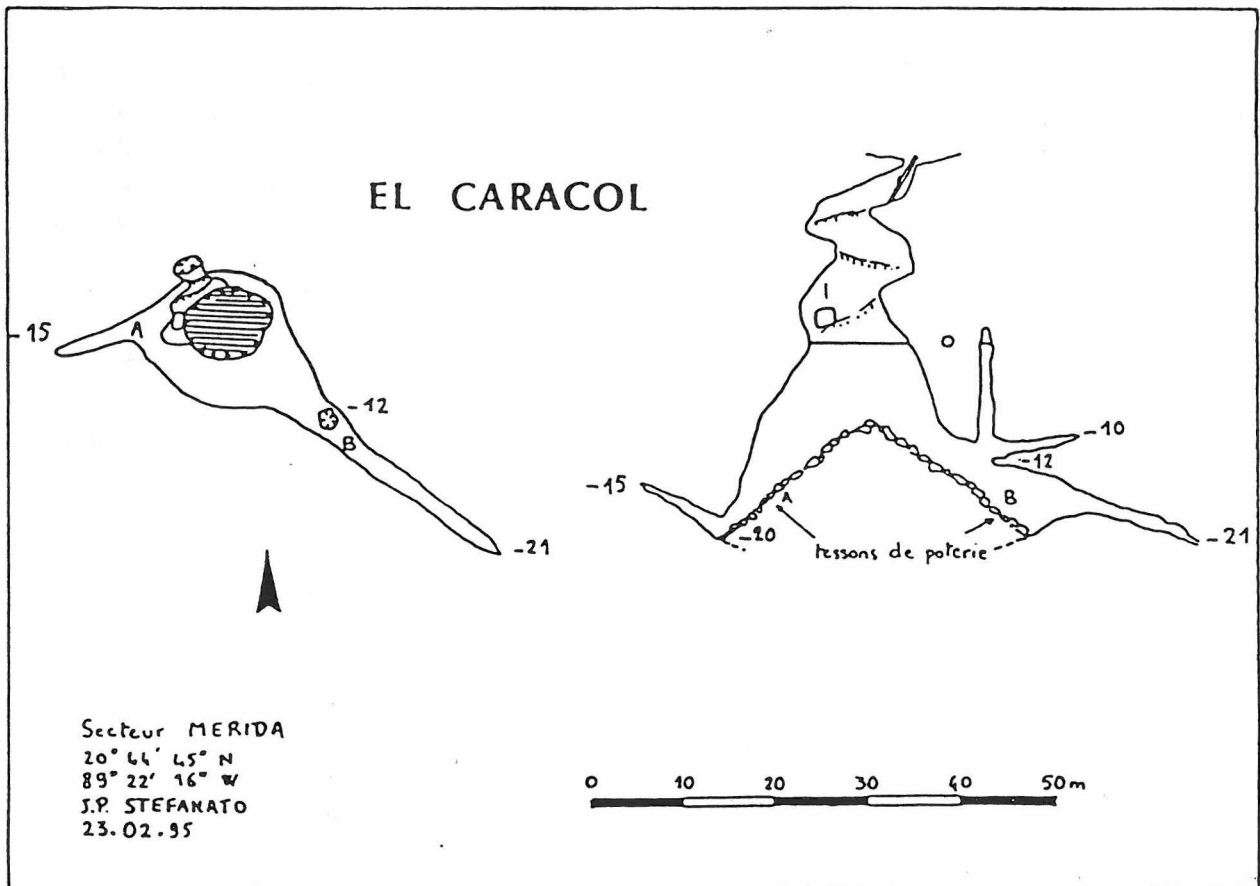 EL CARACOL
-15
A
-12
B
-21
I
O
-10
-12
-15
A
B
-20
-21
tessons de poterie
Secteur MERIDA
20° 44' 45" N
89° 22' 16" W
J.P. STEFANATO
23.02.95
0 10 20 30 40 50 m